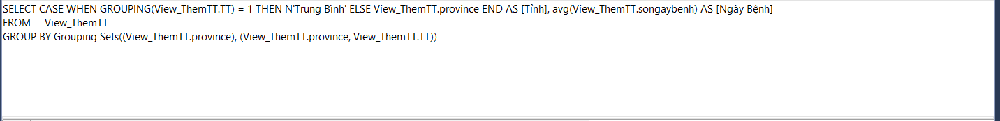 SELECT CASE WHEN GROUPING(View_ThemTT.TT) = 1 THEN N'Trung Bình' ELSE View_ThemTT.province END AS [Tỉnh], avg(View_ThemTT.songaybenh) AS [Ngày Bệnh]
FROM View_ThemTT
GROUP BY Grouping Sets((View_ThemTT.province), (View_ThemTT.province, View_ThemTT.TT))